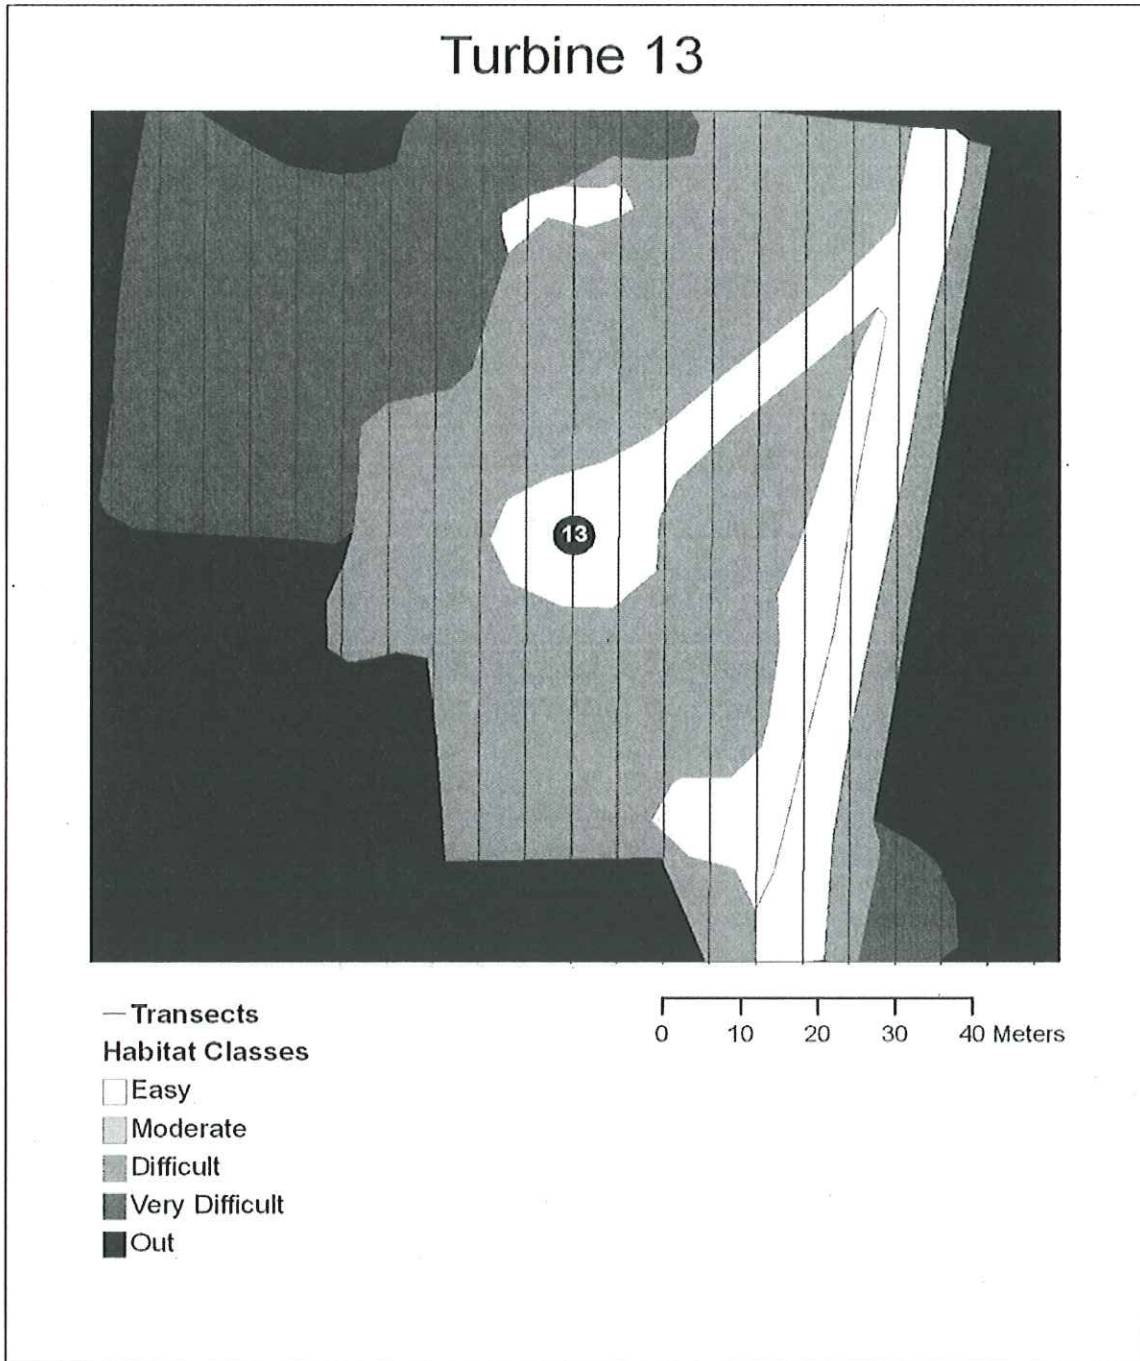 Turbine 13
13
Transects
Habitat Classes
Easy
Moderate
Difficult
Very Difficult
Out
0 10 20 30 40 Meters